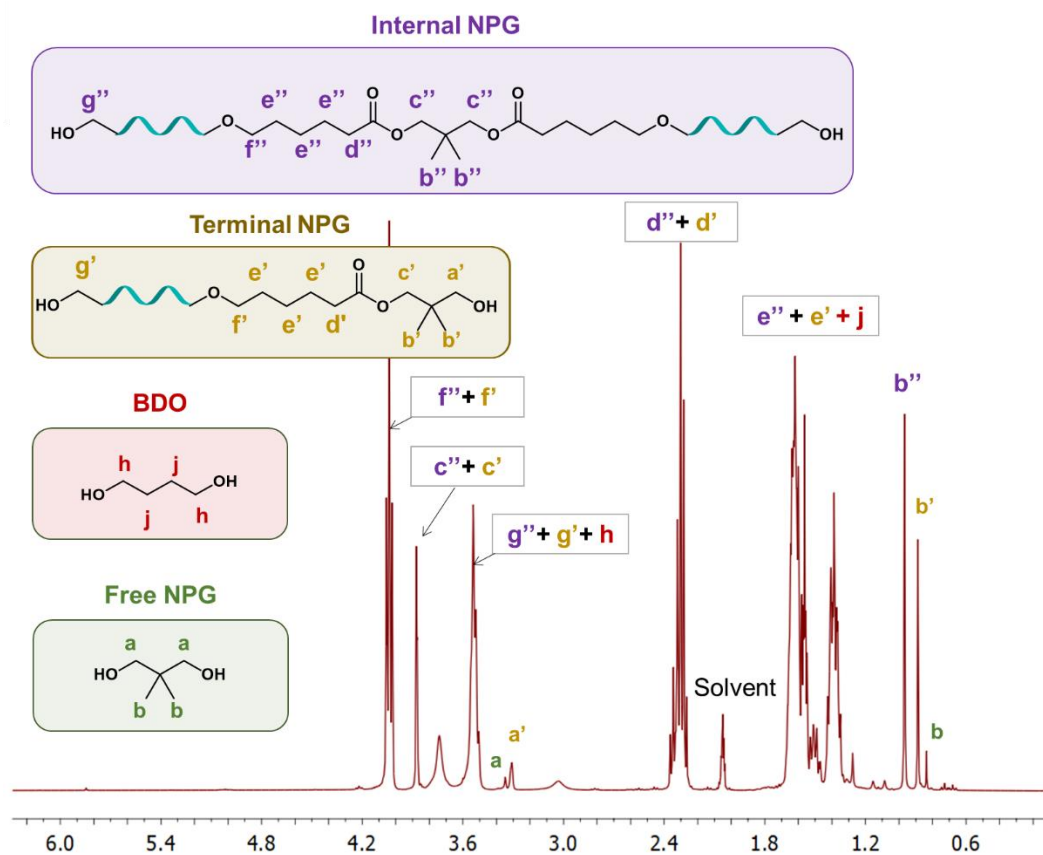 Internal NPG
g’’ e’’ e’’ O c’’ c’’ O
HO O O O O OH
f’’ e’’ d’’ b’’ b’’
Terminal NPG
g’ e’ e’ O c’ a’
HO O O OH
f’ e’ d' b’ b’
BDO
h j OH
HO j h
Free NPG
a a
HO OH
b b
d’’+ d’
e’’ + e’ + j
f’’+ f’
c’’+ c’
g’’+ g’+ h
b’’
b’
b
Solvent
a a’
6.0 5.4 4.8 4.2 3.6 3.0 2.4 1.8 1.2 0.6